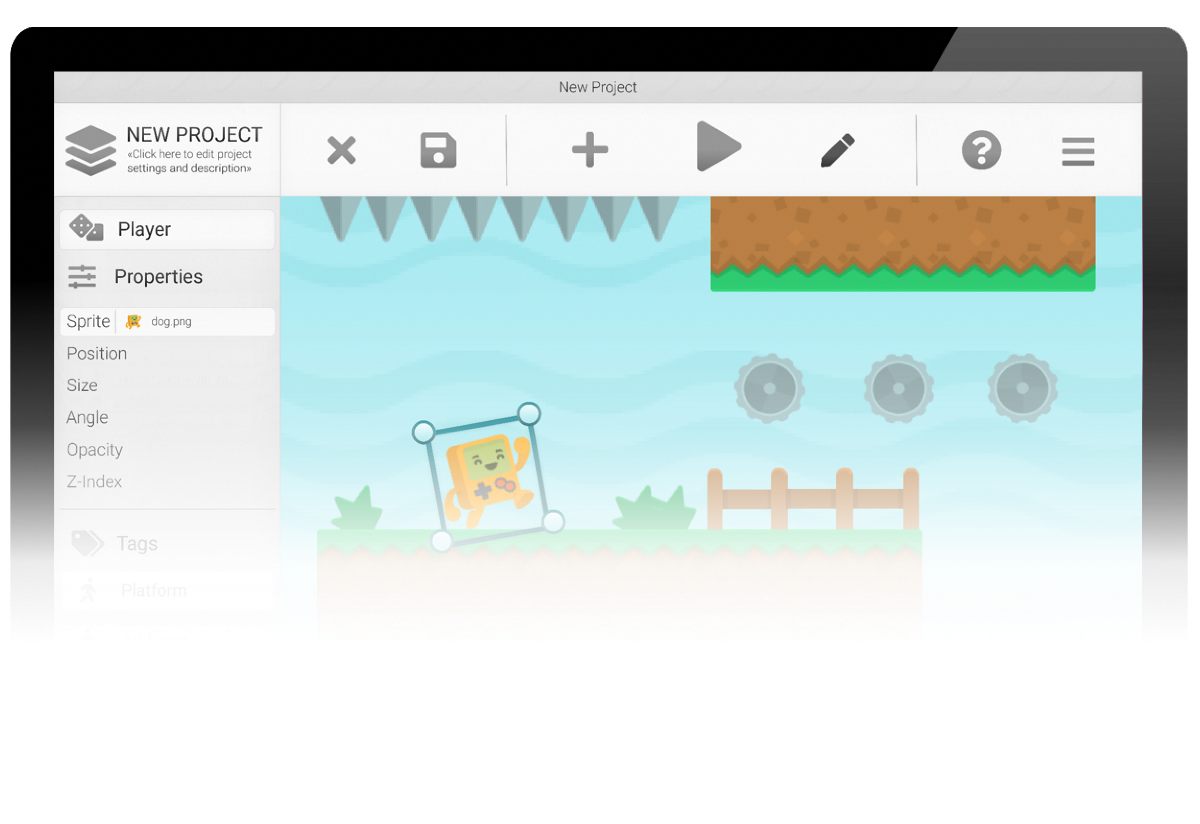 New Project
NEW PROJECT
«Click here to edit project
settings and description»
Player
Properties
Sprite dog.png
Position
Size
Angle
Opacity
Z-Index
Tags
Platform